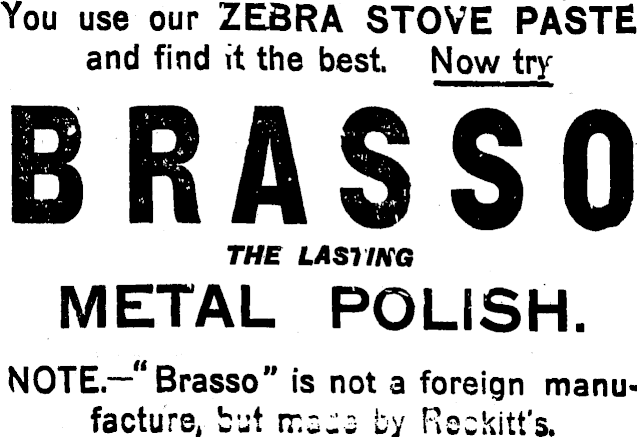 You use our ZEBRA STOVE PASTE
and find it the best. Now try
BRASSO
THE LASTING
METAL POLISH.
NOTE.—"Brasso" is not a foreign manu-
facture, but made by Reckitt's.